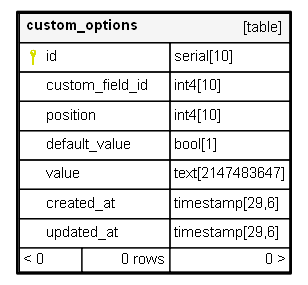 custom_options [table]
id serial[10]
custom_field_id int4[10]
position int4[10]
default_value bool[1]
value text[2147483647]
created_at timestamp[29,6]
updated_at timestamp[29,6]
< 0 0 rows 0 >